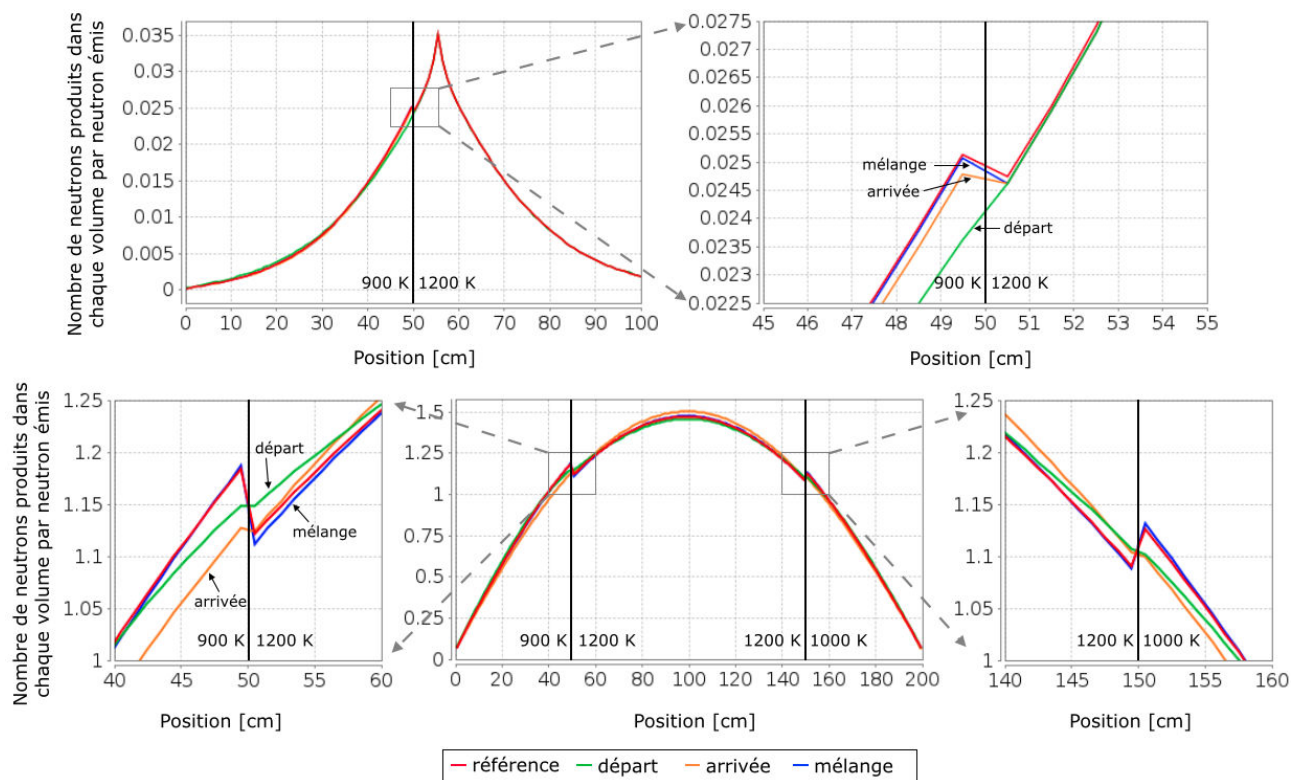 Nombre de neutrons produits dans
chaque volume par neutron émis
0.035
0.03
0.025
0.02
0.015
0.01
0.005
0
900 K 1200 K
0 10 20 30 40 50 60 70 80 90 100
Position [cm]
0.0275
0.027
0.0265
0.026
0.0255
0.025
0.0245
0.024
0.0235
0.023
0.0225
mélange
arrivée
départ
900 K 1200 K
45 46 47 48 49 50 51 52 53 54 55
Position [cm]
Nombre de neutrons produits dans
chaque volume par neutron émis
1.25
1.2
1.15
1.1
1.05
1
départ
mélange
arrivée
900 K 1200 K
40 45 50 55 60
Position [cm]
1.5
1.25
1
0.75
0.5
0.25
0
900 K 1200 K
1200 K 1000 K
0 20 40 60 80 100 120 140 160 180 200
Position [cm]
1.25
1.2
1.15
1.1
1.05
1
1200 K 1000 K
140 145 150 155 160
Position [cm]
référence départ arrivée mélange